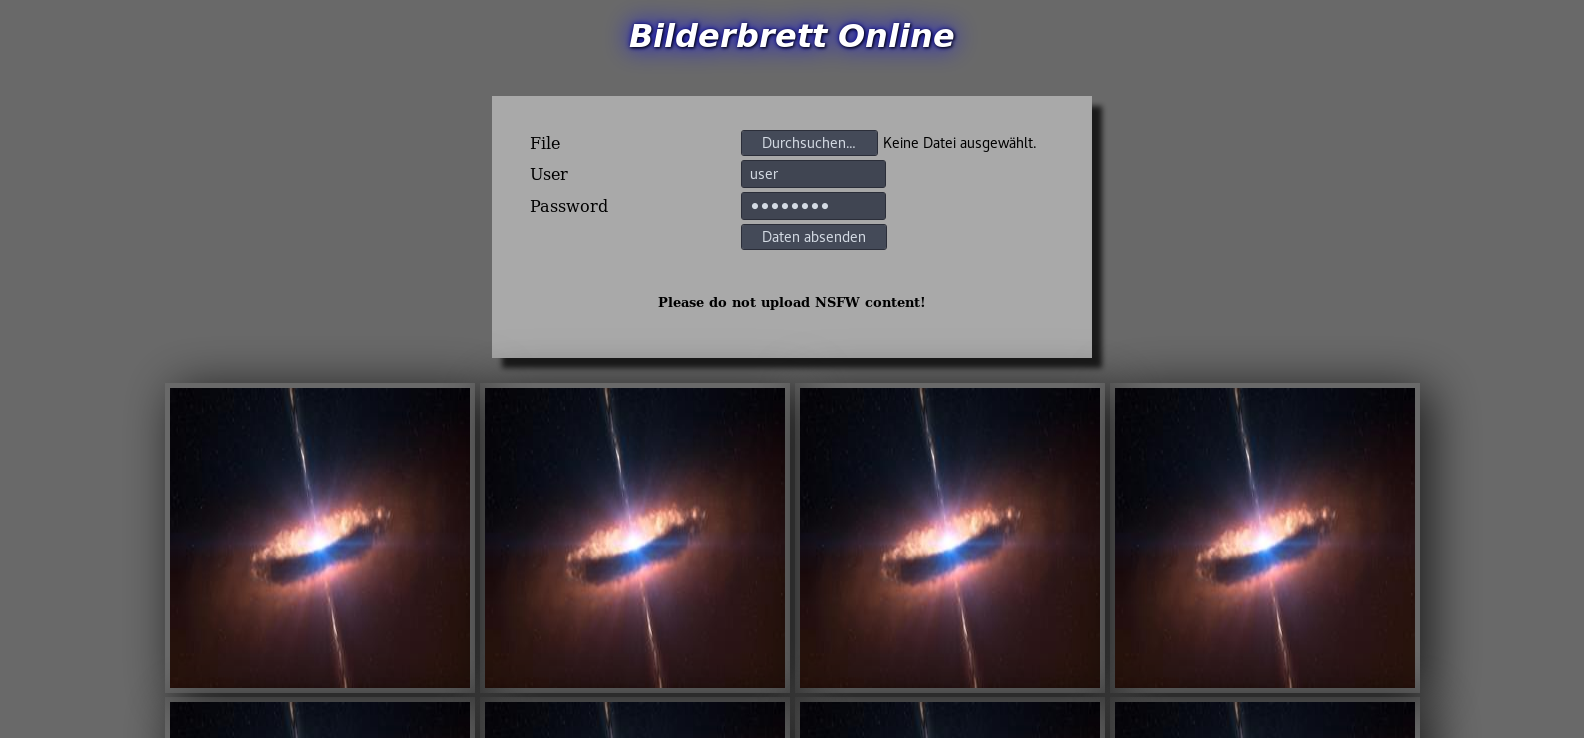 Bilderbrett Online
File Durchsuchen... Keine Datei ausgewählt.
User user
Password ●●●●●●●●
Daten absenden
Please do not upload NSFW content!